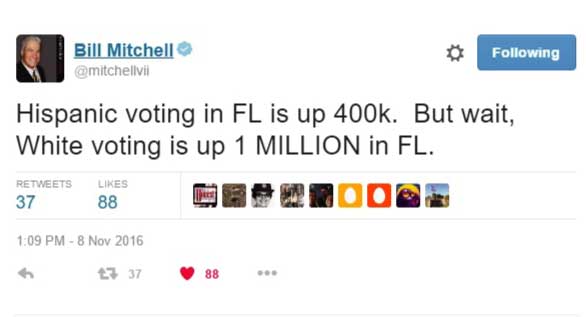 Bill Mitchell
@mitchellvii
Following
Hispanic voting in FL is up 400k. But wait,
White voting is up 1 MILLION in FL.
RETWEETS LIKES
37 88
1:09 PM - 8 Nov 2016
37 88